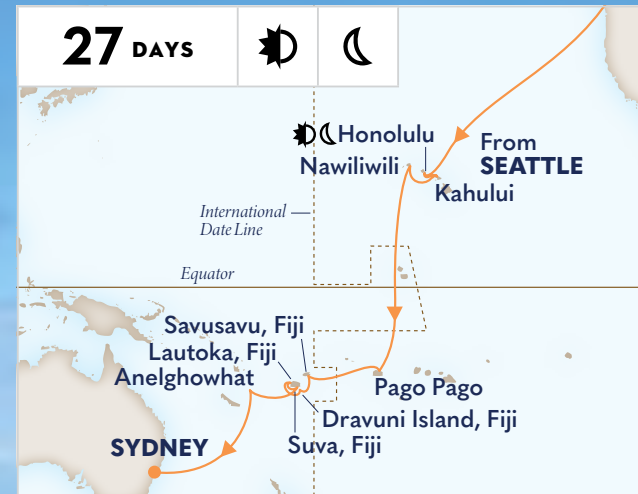 27 DAYS
Honolulu
Nawiliwili
From
SEATTLE
Kahului
International
Date Line
Equator
Savusavu, Fiji
Lautoka, Fiji
Anelghowhat
Pago Pago
Dravuni Island, Fiji
Suva, Fiji
SYDNEY